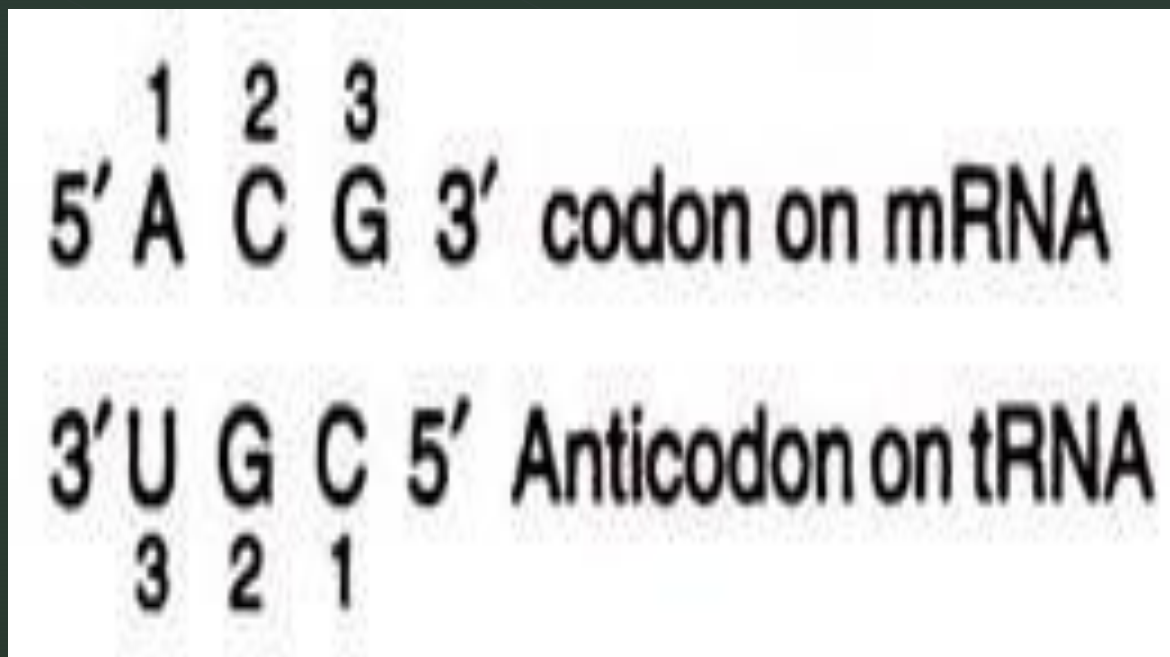 1 2 3
5′ A C G 3′ codon on mRNA
3′ U G C 5′ Anticodon on tRNA
3 2 1